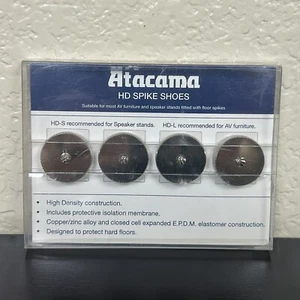 Atacama
HD SPIKE SHOES
Suitable for most AV furniture and speaker stands fitted with floor spikes
HD-S recommended for Speaker stands. HD-L recommended for AV furniture.
• High Density construction.
• Includes protective isolation membrane.
• Copper/zinc alloy and closed cell expanded E.P.D.M. elastomer construction.
• Designed to protect hard floors.